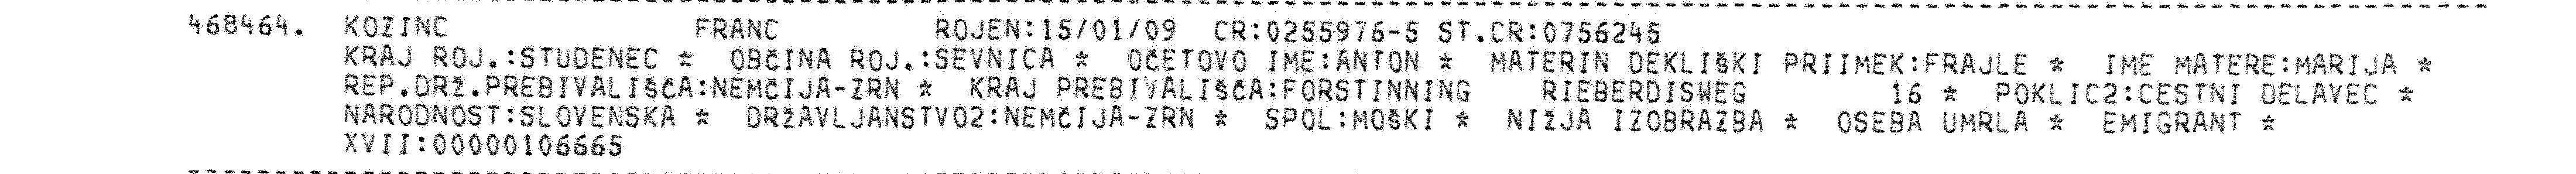 468464. KOZINC FRANC ROJEN:15/01/09 CR:0255976-5 ST.CR:0756245
KRAJ ROJ.:STUDENEC * OBČINA ROJ.:SEVNICA * OČETOVO IME:ANTON * MATERIN DEKLIŠKI PRIIMEK:FRAJLE * IME MATERE:MARIJA *
REP.DRŽ.PREBIVALIŠČA:NEMČIJA-ZRN * KRAJ PREBIVALIŠČA:FORSTINNING RIEBERDISWEG 16 * POKLIC2:CESTNI DELAVEC *
NARODNOST:SLOVENSKA * DRŽAVLJANSTVO2:NEMČIJA-ZRN * SPOL:MOŠKI * NIŽJA IZOBRAZBA * OSEBA UMRLA * EMIGRANT *
XVII:00000106665